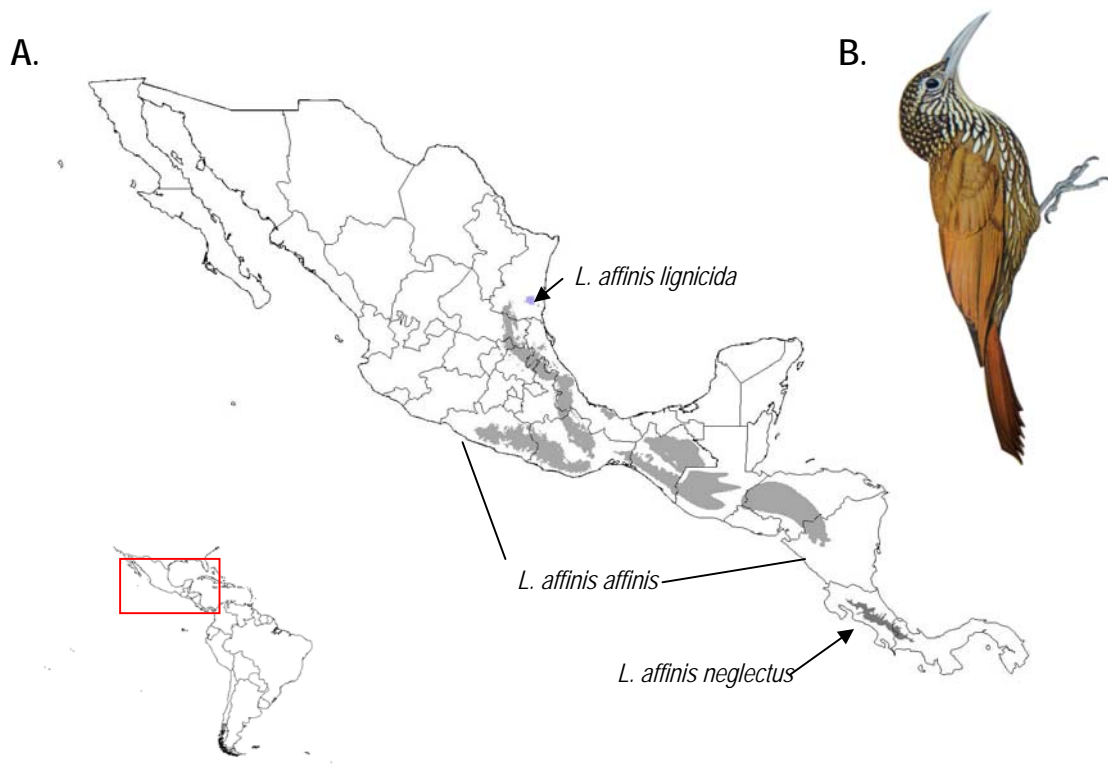 A.
B.
L. affinis lignicida
L. affinis affinis
L. affinis neglectus